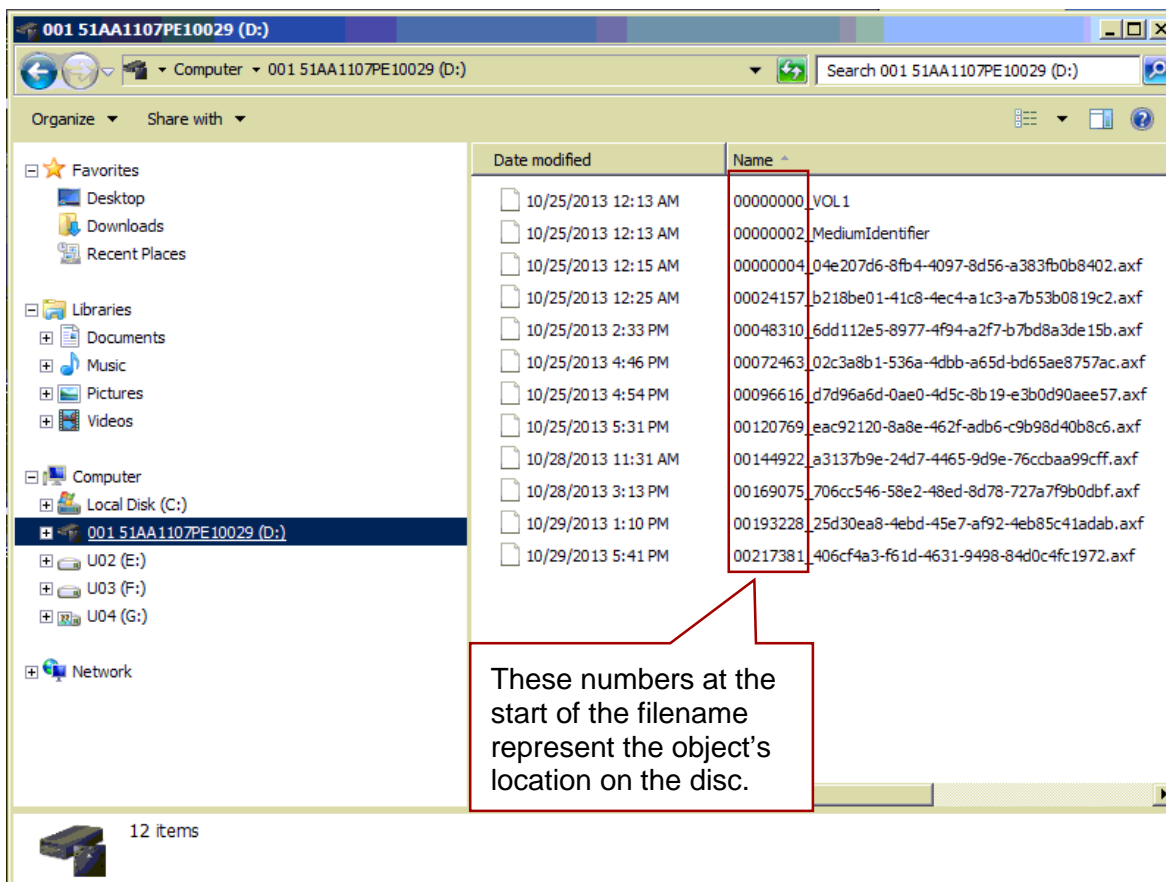 001 51AA1107PE10029 (D:)
Computer 001 51AA1107PE10029 (D:)
Search 001 51AA1107PE10029 (D:)
Organize Share with
Favorites
Desktop
Downloads
Recent Places
Libraries
Documents
Music
Pictures
Videos
Computer
Local Disk (C:)
001 51AA1107PE10029 (D:)
U02 (E:)
U03 (F:)
U04 (G:)
Network
Date modified Name
10/25/2013 12:13 AM 00000000_VOL1
10/25/2013 12:13 AM 00000002_MediumIdentifier
10/25/2013 12:15 AM 00000004_04e207d6-8fb4-4097-8d56-a383fb0b8402.axf
10/25/2013 12:25 AM 00024157_b218be01-41c8-4ec4-a1c3-a7b53b0819c2.axf
10/25/2013 2:33 PM 00048310_6dd112e5-8977-4f94-a2f7-b7bd8a3de15b.axf
10/25/2013 4:46 PM 00072463_02c3a8b1-536a-4dbb-a65d-bd65ae8757ac.axf
10/25/2013 4:54 PM 00096616_d7d96a6d-0ae0-4d5c-8b19-e3b0d90aee57.axf
10/25/2013 5:31 PM 00120769_eac92120-8a8e-462f-adb6-c9b98d40b8c6.axf
10/28/2013 11:31 AM 00144922_a3137b9e-24d7-4465-9d9e-76ccbaa99cff.axf
10/28/2013 3:13 PM 00169075_706cc546-58e2-48ed-8d78-727a7f9b0dbf.axf
10/29/2013 1:10 PM 00193228_25d30ea8-4ebd-45e7-af92-4eb85c41adab.axf
10/29/2013 5:41 PM 00217381_406cf4a3-f61d-4631-9498-84d0c4fc1972.axf
These numbers at the
start of the filename
represent the object's
location on the disc.
12 items